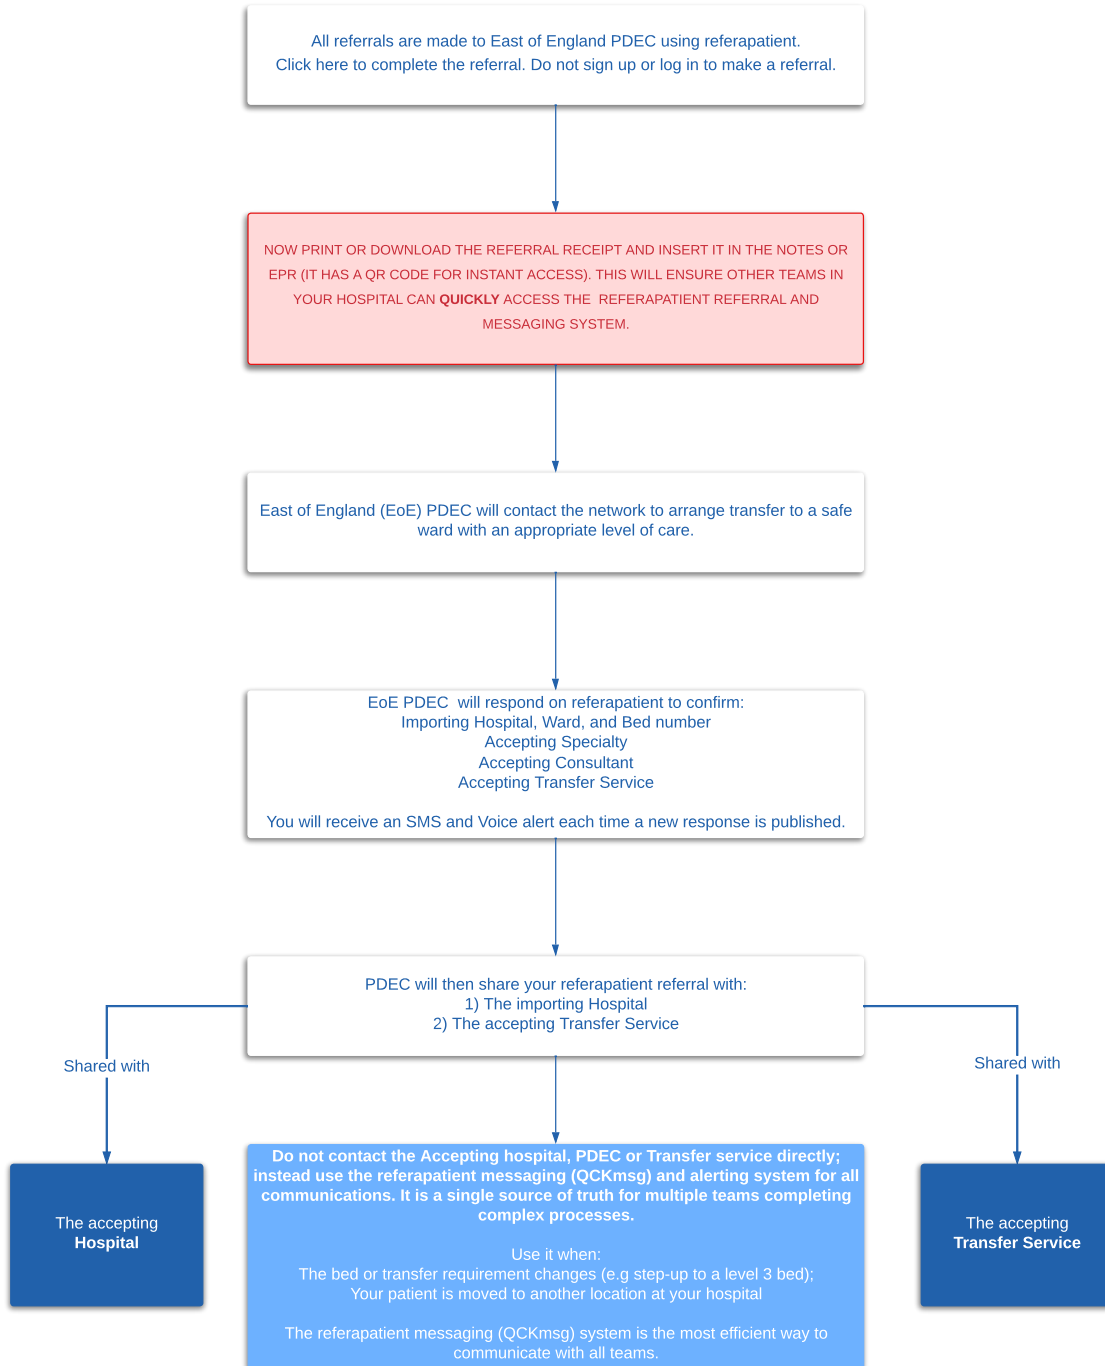 All referrals are made to East of England PDEC using referapatient.
Click here to complete the referral. Do not sign up or log in to make a referral.
NOW PRINT OR DOWNLOAD THE REFERRAL RECEIPT AND INSERT IT IN THE NOTES OR
EPR (IT HAS A QR CODE FOR INSTANT ACCESS). THIS WILL ENSURE OTHER TEAMS IN
YOUR HOSPITAL CAN QUICKLY ACCESS THE REFERAPATIENT REFERRAL AND
MESSAGING SYSTEM.
East of England (EoE) PDEC will contact the network to arrange transfer to a safe
ward with an appropriate level of care.
EoE PDEC will respond on referapatient to confirm:
Importing Hospital, Ward, and Bed number
Accepting Specialty
Accepting Consultant
Accepting Transfer Service
You will receive an SMS and Voice alert each time a new response is published.
PDEC will then share your referapatient referral with:
1) The importing Hospital
2) The accepting Transfer Service
Shared with
Shared with
The accepting
Hospital
Do not contact the Accepting hospital, PDEC or Transfer service directly;
instead use the referapatient messaging (QCKmsg) and alerting system for all
communications. It is a single source of truth for multiple teams completing
complex processes.
Use it when:
The bed or transfer requirement changes (e.g step-up to a level 3 bed);
Your patient is moved to another location at your hospital
The referapatient messaging (QCKmsg) system is the most efficient way to
communicate with all teams.
The accepting
Transfer Service